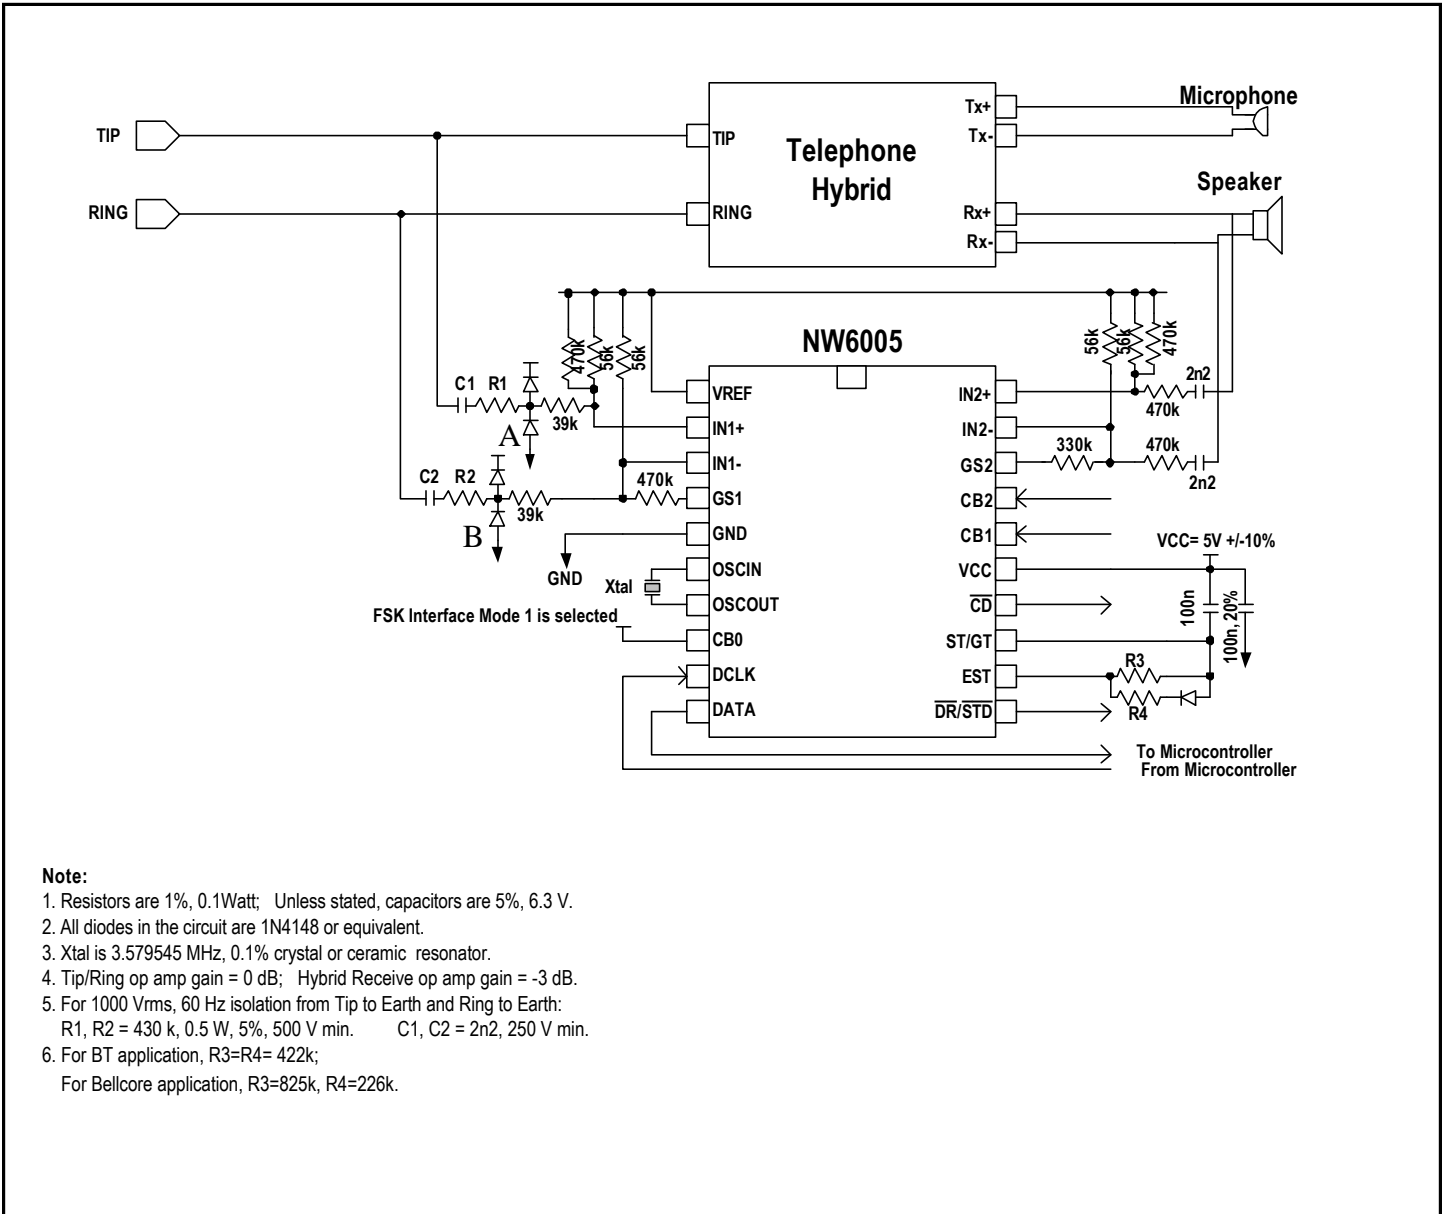 Microphone
Tx+
TIP
TIP
Tx-
Telephone
Hybrid
Speaker
RING
RING
Rx+
Rx-
NW6005
470k
56k
56k
56k
56k
470k
C1 R1
VREF
IN2+
2n2
470k
39k
A
IN1+
IN2-
IN1-
GS2
330k
470k
2n2
C2 R2
470k
GS1
CB2
39k
B
GND
CB1
VCC= 5V +/-10%
GND
OSCIN
VCC
Xtal
OSCOUT
CD
100n
100n, 20%
FSK Interface Mode 1 is selected
CB0
ST/GT
R3
DCLK
EST
R4
DATA
DR/STD
To Microcontroller
From Microcontroller
Note:
1. Resistors are 1%, 0.1Watt; Unless stated, capacitors are 5%, 6.3 V.
2. All diodes in the circuit are 1N4148 or equivalent.
3. Xtal is 3.579545 MHz, 0.1% crystal or ceramic resonator.
4. Tip/Ring op amp gain = 0 dB; Hybrid Receive op amp gain = -3 dB.
5. For 1000 Vrms, 60 Hz isolation from Tip to Earth and Ring to Earth:
R1, R2 = 430 k, 0.5 W, 5%, 500 V min. C1, C2 = 2n2, 250 V min.
6. For BT application, R3=R4= 422k;
For Bellcore application, R3=825k, R4=226k.